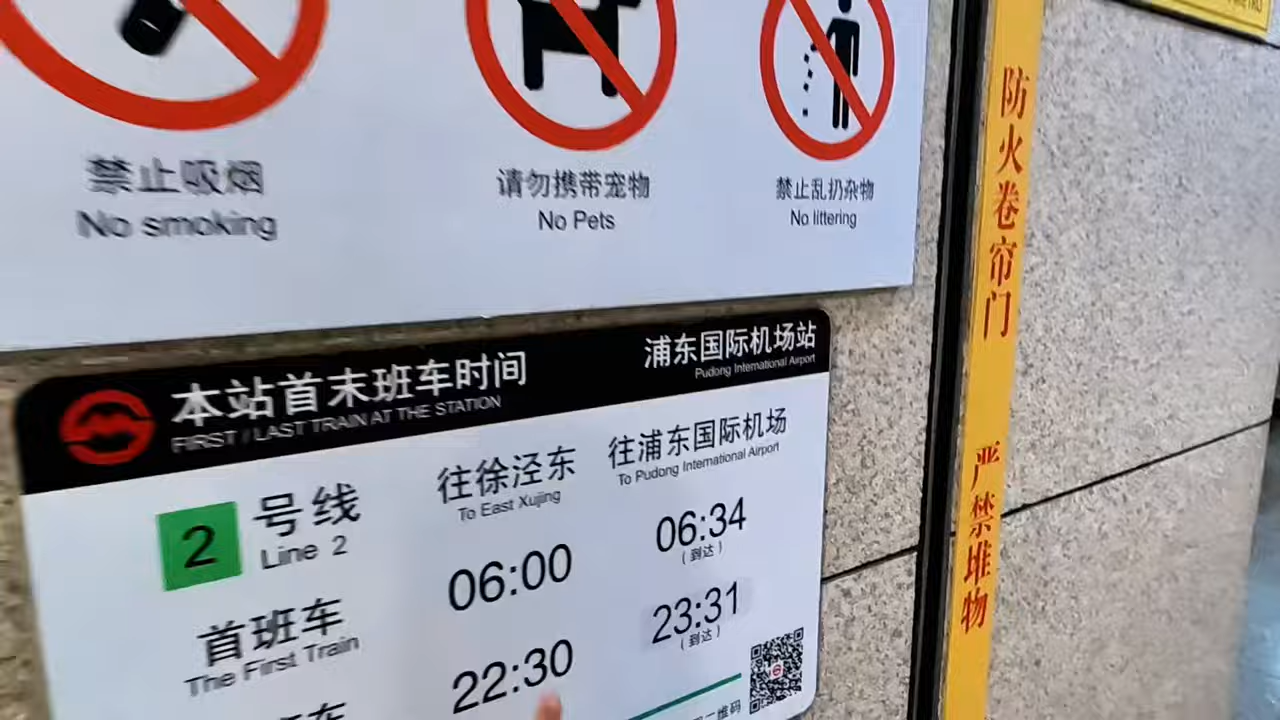 禁止吸烟
No smoking
请勿携带宠物
No Pets
禁止乱扔杂物
No littering
防火卷帘门
严禁堆物
本站首末班车时间
FIRST / LAST TRAIN AT THE STATION
浦东国际机场站
Pudong International Airport
2
号线
Line 2
往徐泾东
To East Xujing
往浦东国际机场
To Pudong International Airport
首班车
The First Train
06:00
06:34
(到达)
22:30
23:31
(到达)
二维码